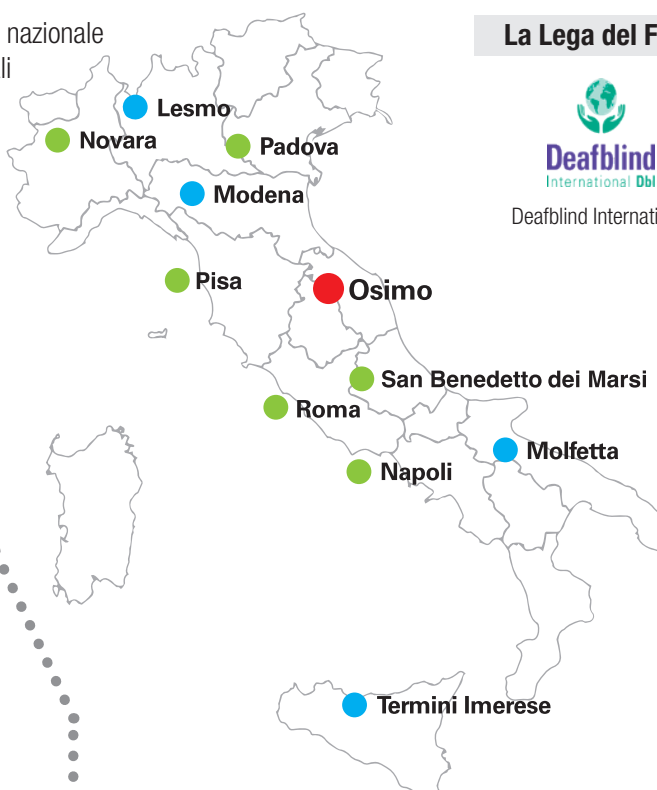 nazionale
li
La Lega del F
Deafblind
International DbI
Deafblind Internati
Lesmo
Novara
Padova
Modena
Pisa
Osimo
San Benedetto dei Marsi
Roma
Molfetta
Napoli
Termini Imerese